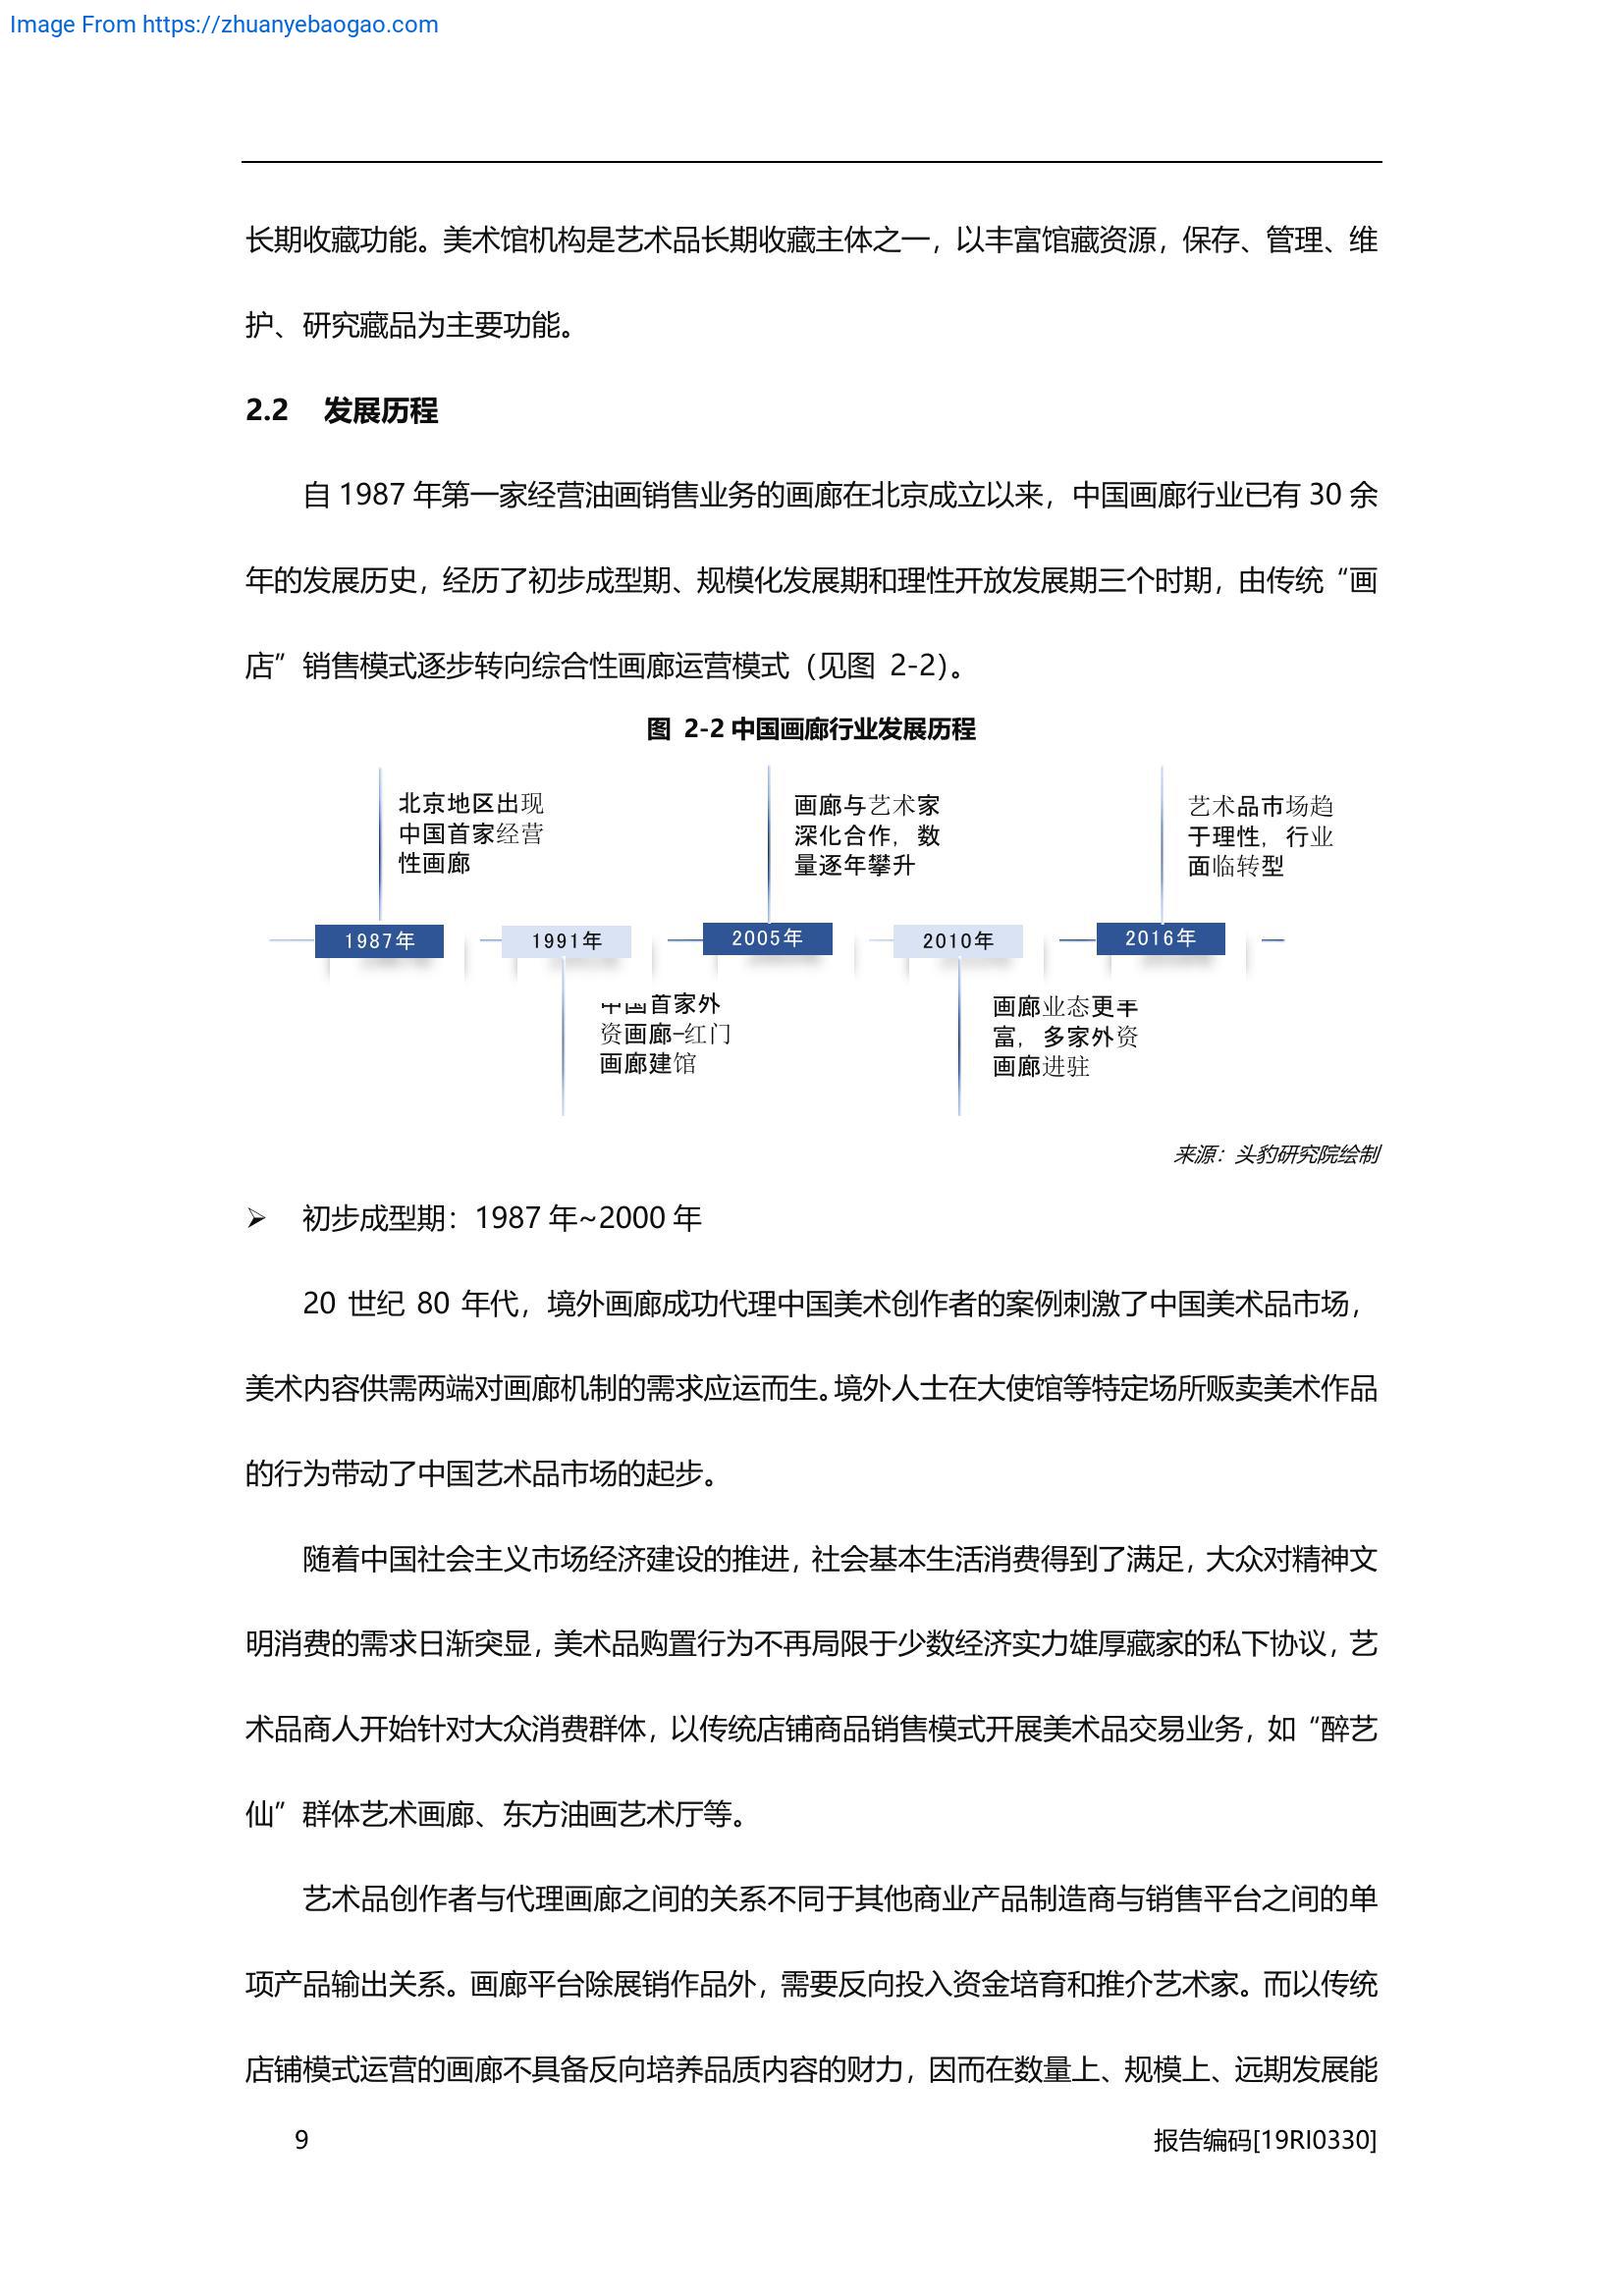 Image From https://zhuanyebaogao.com
长期收藏功能。美术馆机构是艺术品长期收藏主体之一，以丰富馆藏资源，保存、管理、维
护、研究藏品为主要功能。
2.2 发展历程
自 1987 年第一家经营油画销售业务的画廊在北京成立以来，中国画廊行业已有 30 余
年的发展历史，经历了初步成型期、规模化发展期和理性开放发展期三个时期，由传统“画
店”销售模式逐步转向综合性画廊运营模式（见图 2-2）。
图 2-2 中国画廊行业发展历程
北京地区出现
中国首家经营
性画廊
画廊与艺术家
深化合作，数
量逐年攀升
艺术品市场趋
于理性，行业
面临转型
1987年
1991年
2005年
2010年
2016年
中国首家外
资画廊-红门
画廊建馆
画廊业态更丰
富，多家外资
画廊进驻
来源：头豹研究院绘制
➢ 初步成型期：1987 年~2000 年
20 世纪 80 年代，境外画廊成功代理中国美术创作者的案例刺激了中国美术品市场，
美术内容供需两端对画廊机制的需求应运而生。境外人士在大使馆等特定场所贩卖美术作品
的行为带动了中国艺术品市场的起步。
随着中国社会主义市场经济建设的推进，社会基本生活消费得到了满足，大众对精神文
明消费的需求日渐突显，美术品购置行为不再局限于少数经济实力雄厚藏家的私下协议，艺
术品商人开始针对大众消费群体，以传统店铺商品销售模式开展美术品交易业务，如“醉艺
仙”群体艺术画廊、东方油画艺术厅等。
艺术品创作者与代理画廊之间的关系不同于其他商业产品制造商与销售平台之间的单
项产品输出关系。画廊平台除展销作品外，需要反向投入资金培育和推介艺术家。而以传统
店铺模式运营的画廊不具备反向培养品质内容的财力，因而在数量上、规模上、远期发展能
9
报告编码[19RI0330]